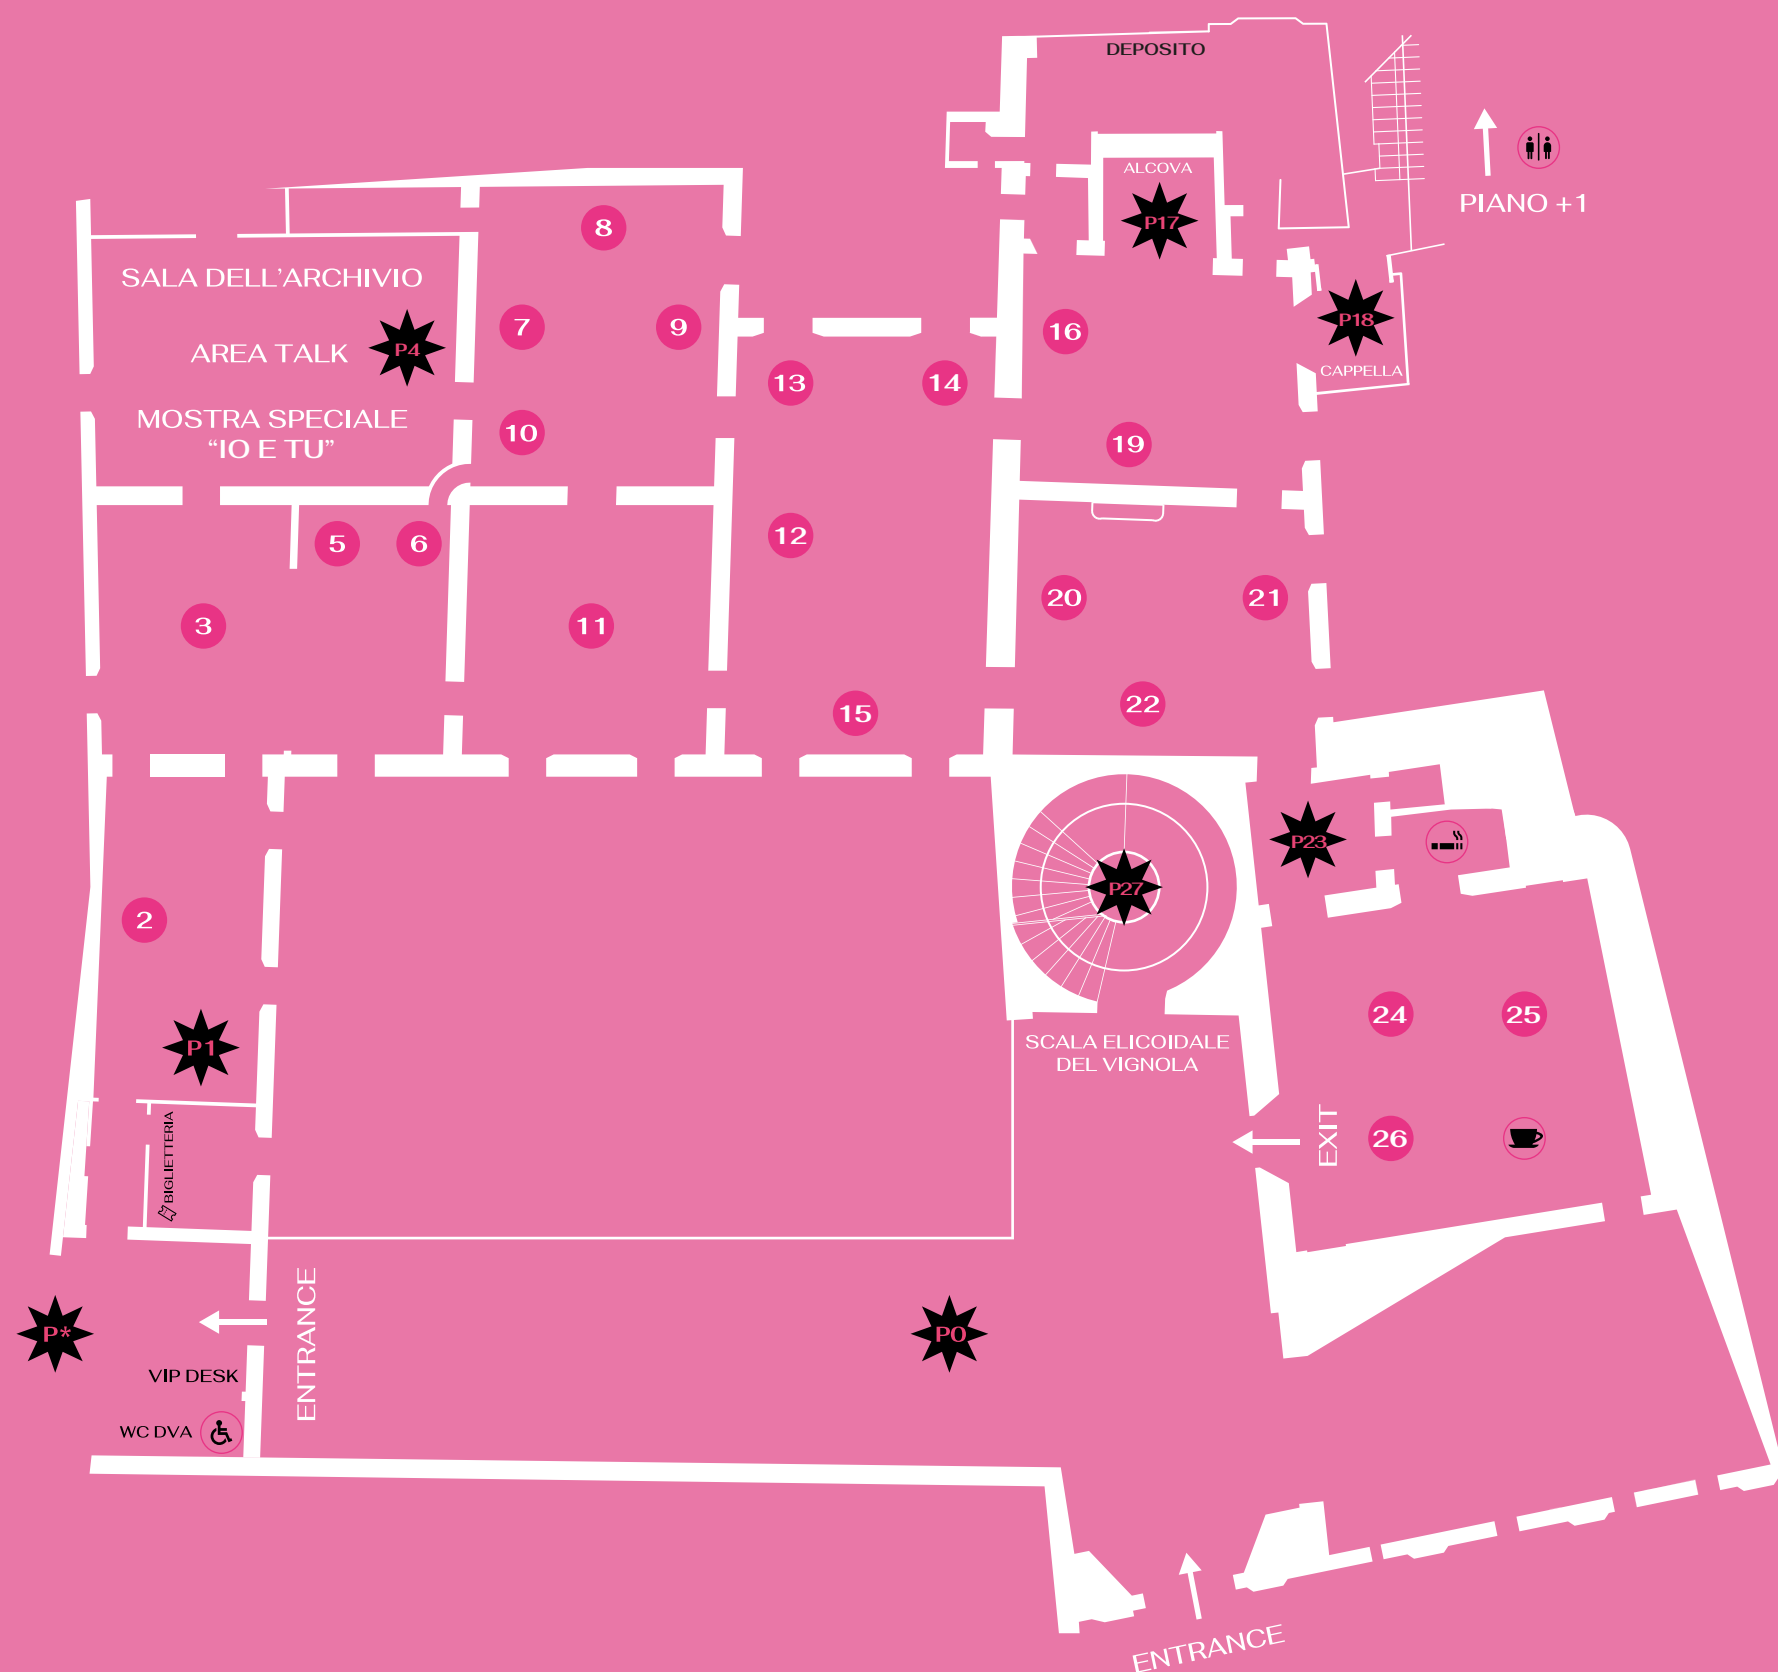 DEPOSITO
ALCOVA
P17
PIANO +1
8
SALA DELL'ARCHIVIO
7
9
16
P18
AREA TALK
P4
CAPPELLA
13
14
MOSTRA SPECIALE
“IO E TU”
10
19
5
6
12
3
11
20
21
15
22
P23
P27
2
24
25
SCALA ELICOIDALE
DEL VIGNOLA
P1
BIGLIETTERIA
EXIT
26
P*
ENTRANCE
P0
VIP DESK
WC DVA
ENTRANCE